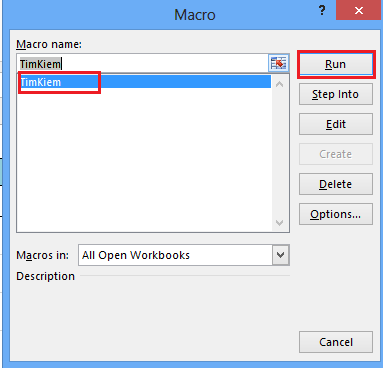 Macro
?
Macro name:
TimKiem
TimKiem
Run
Step Into
Edit
Create
Delete
Options...
Macros in:
All Open Workbooks
Description
Cancel